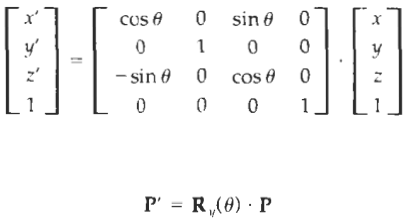 [ x′ ]   [ cos θ 0 sin θ 0 ]   [ x ]
[ y′ ] = [ 0 1 0 0 ] · [ y ]
[ z′ ]   [ −sin θ 0 cos θ 0 ]   [ z ]
[ 1 ]   [ 0 0 0 1 ]   [ 1 ]
P′ = R_y(θ) · P